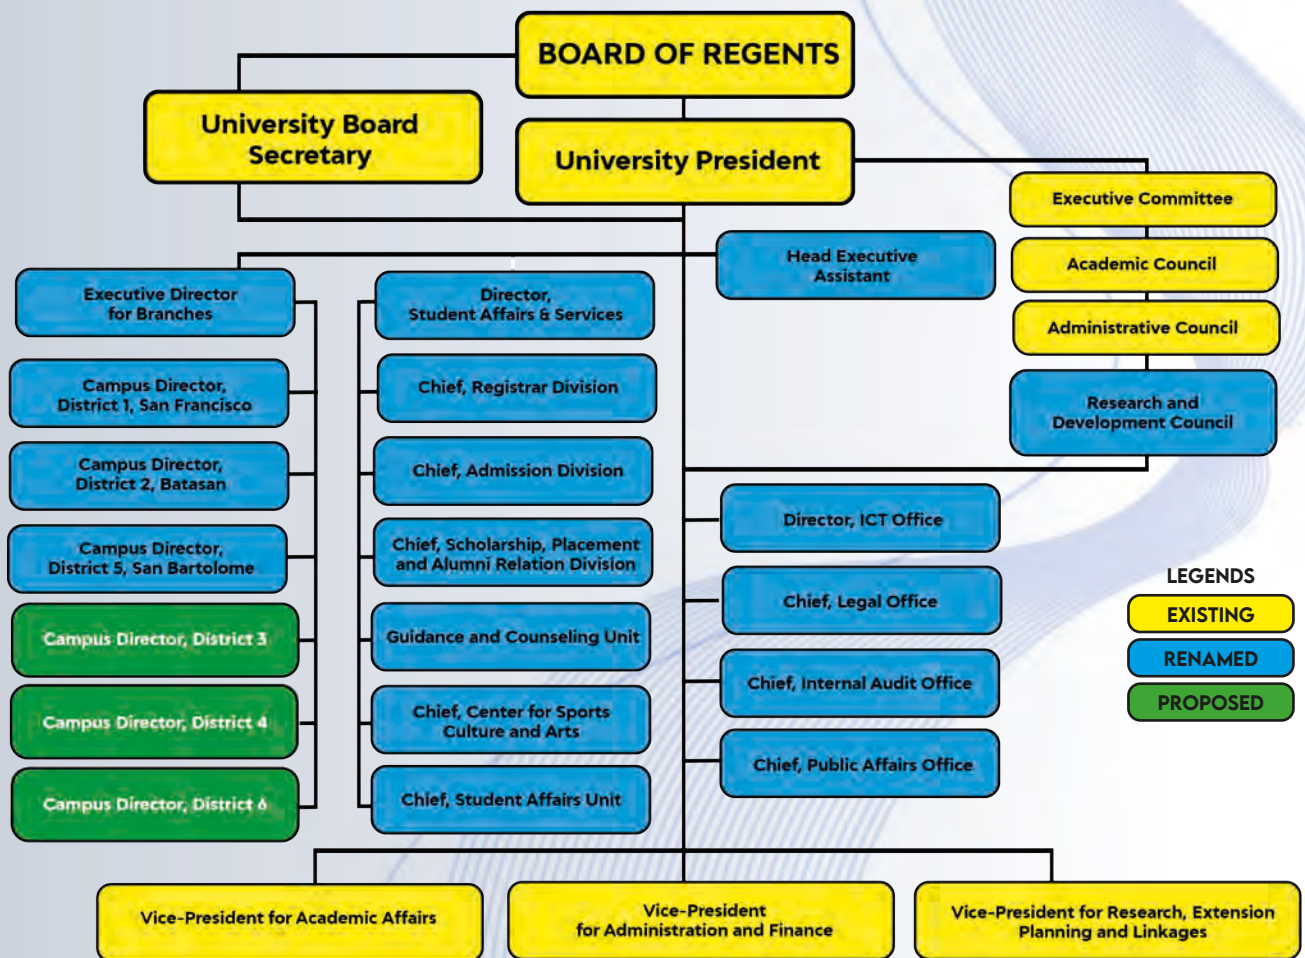 BOARD OF REGENTS
University Board
Secretary
University President
Executive Committee
Academic Council
Administrative Council
Research and
Development Council
Head Executive
Assistant
Executive Director
for Branches
Campus Director,
District 1, San Francisco
Campus Director,
District 2, Batasan
Campus Director,
District 5, San Bartolome
Campus Director, District 3
Campus Director, District 4
Campus Director, District 6
Director,
Student Affairs & Services
Chief, Registrar Division
Chief, Admission Division
Chief, Scholarship, Placement
and Alumni Relation Division
Guidance and Counseling Unit
Chief, Center for Sports
Culture and Arts
Chief, Student Affairs Unit
Director, ICT Office
Chief, Legal Office
Chief, Internal Audit Office
Chief, Public Affairs Office
LEGENDS
EXISTING
RENAMED
PROPOSED
Vice-President for Academic Affairs
Vice-President
for Administration and Finance
Vice-President for Research, Extension
Planning and Linkages